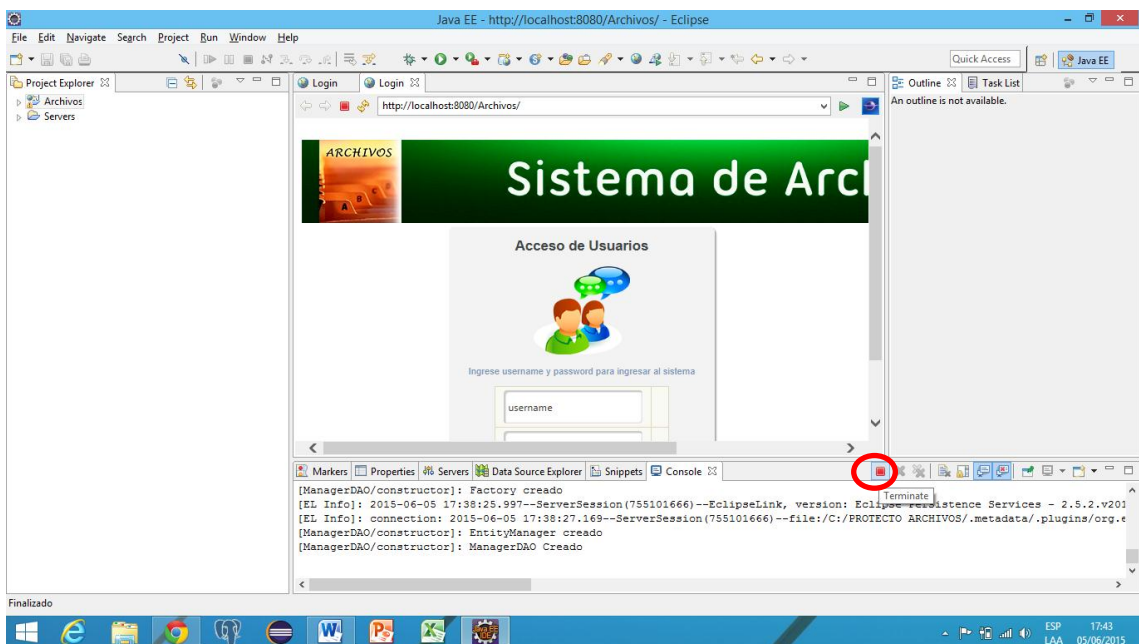 Java EE - http://localhost:8080/Archivos/ - Eclipse
File Edit Navigate Search Project Run Window Help
Quick Access
Java EE
Project Explorer
Archivos
Servers
Login
Login
http://localhost:8080/Archivos/
ARCHIVOS
A B C D
Sistema de Arc
Acceso de Usuarios
Ingrese username y password para ingresar al sistema
username
Outline
Task List
An outline is not available.
Markers Properties Servers Data Source Explorer Snippets Console
Terminate
[ManagerDAO/constructor]: Factory creado
[EL Info]: 2015-06-05 17:38:25.997--ServerSession(755101666)--EclipseLink, version: Eclipse Persistence Services - 2.5.2.v201
[EL Info]: connection: 2015-06-05 17:38:27.169--ServerSession(755101666)--file:/C:/PROTECTO ARCHIVOS/.metadata/.plugins/org.e
[ManagerDAO/constructor]: EntityManager creado
[ManagerDAO/constructor]: ManagerDAO Creado
Finalizado
ESP
LAA
17:43
05/06/2015